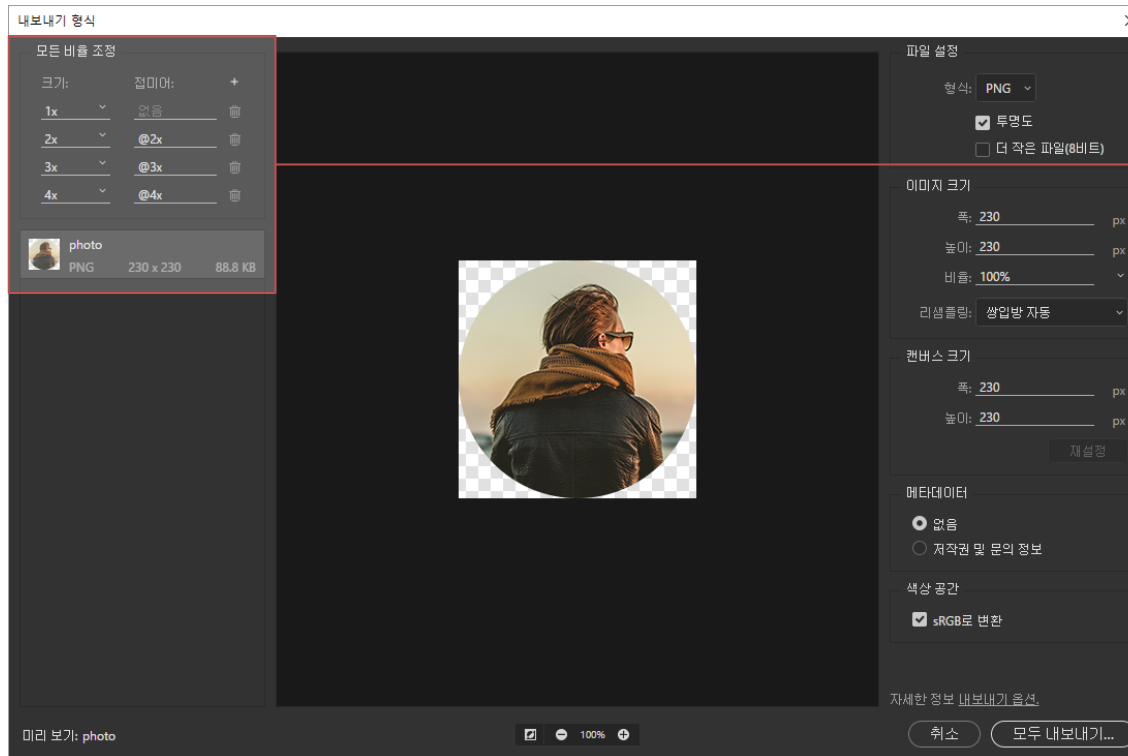 내보내기 형식
모든 비율 조정
크기: 접미어: +
1x 없음
2x @2x
3x @3x
4x @4x
photo
PNG 230 x 230 88.8 KB
파일 설정
형식: PNG
투명도
더 작은 파일(8비트)
이미지 크기
폭: 230 px
높이: 230 px
비율: 100%
리샘플링: 쌍입방 자동
캔버스 크기
폭: 230 px
높이: 230 px
재설정
메타데이터
없음
저작권 및 문의 정보
색상 공간
sRGB로 변환
자세한 정보 내보내기 옵션.
미리 보기: photo
100%
취소 모두 내보내기...